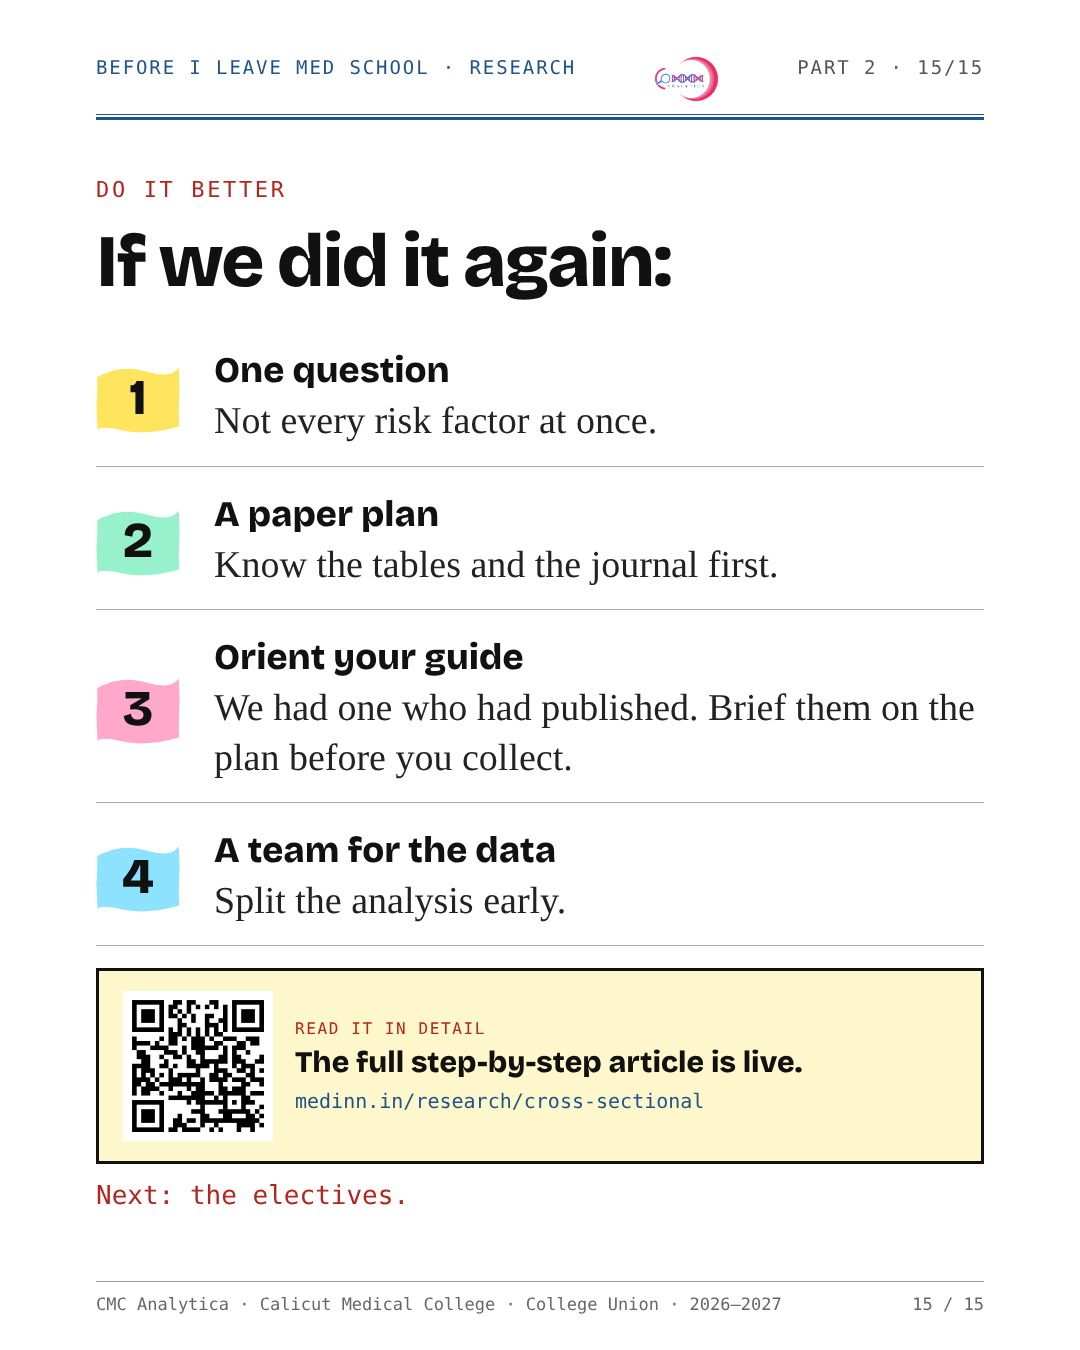 BEFORE I LEAVE MED SCHOOL · RESEARCH
ANALYTICA
PART 2 · 15/15
DO IT BETTER
If we did it again:
1
One question
Not every risk factor at once.
2
A paper plan
Know the tables and the journal first.
3
Orient your guide
We had one who had published. Brief them on the
plan before you collect.
4
A team for the data
Split the analysis early.
READ IT IN DETAIL
The full step-by-step article is live.
medinn.in/research/cross-sectional
Next: the electives.
CMC Analytica · Calicut Medical College · College Union · 2026–2027
15 / 15